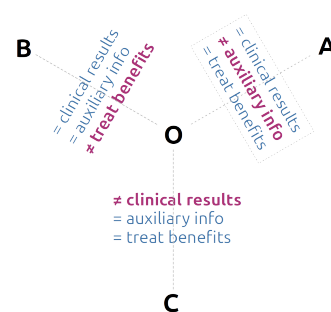 B
= clinical results
= auxiliary info
≠ treat benefits
A
= clinical results
≠ auxiliary info
= treat benefits
O
≠ clinical results
= auxiliary info
= treat benefits
C